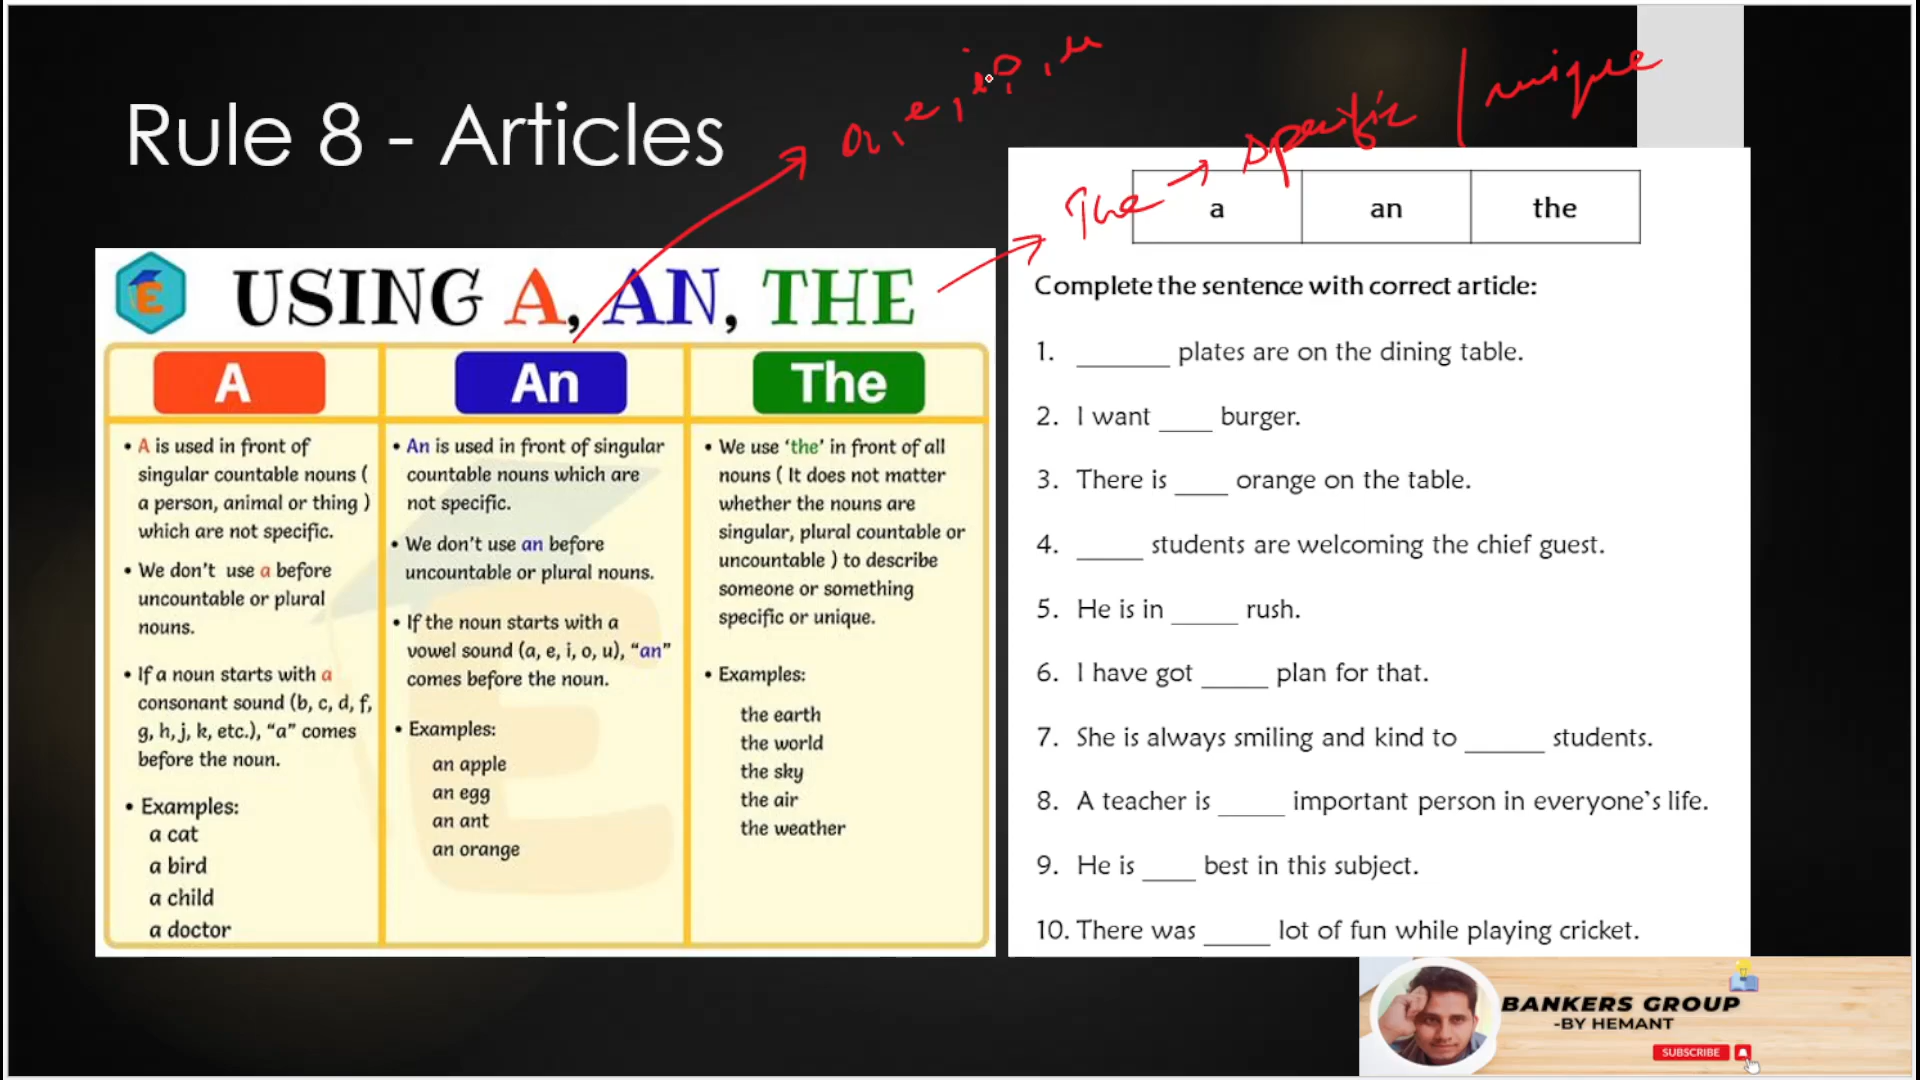 a, e, i, o, u
The → specific / unique
Rule 8 - Articles
USING A, AN, THE
A
• A is used in front of
singular countable nouns (
a person, animal or thing )
which are not specific.
• We don't use a before
uncountable or plural
nouns.
• If a noun starts with a
consonant sound (b, c, d, f,
g, h, j, k, etc.), "a" comes
before the noun.
• Examples:
a cat
a bird
a child
a doctor
An
• An is used in front of singular
countable nouns which are
not specific.
• We don't use an before
uncountable or plural nouns.
• If the noun starts with a
vowel sound (a, e, i, o, u), "an"
comes before the noun.
• Examples:
an apple
an egg
an ant
an orange
The
• We use 'the' in front of all
nouns ( It does not matter
whether the nouns are
singular, plural countable or
uncountable ) to describe
someone or something
specific or unique.
• Examples:
the earth
the world
the sky
the air
the weather
a an the
Complete the sentence with correct article:
1. _______ plates are on the dining table.
2. I want ____ burger.
3. There is ____ orange on the table.
4. _____ students are welcoming the chief guest.
5. He is in _____ rush.
6. I have got _____ plan for that.
7. She is always smiling and kind to ______ students.
8. A teacher is _____ important person in everyone's life.
9. He is ____ best in this subject.
10. There was _____ lot of fun while playing cricket.
BANKERS GROUP
-BY HEMANT
SUBSCRIBE